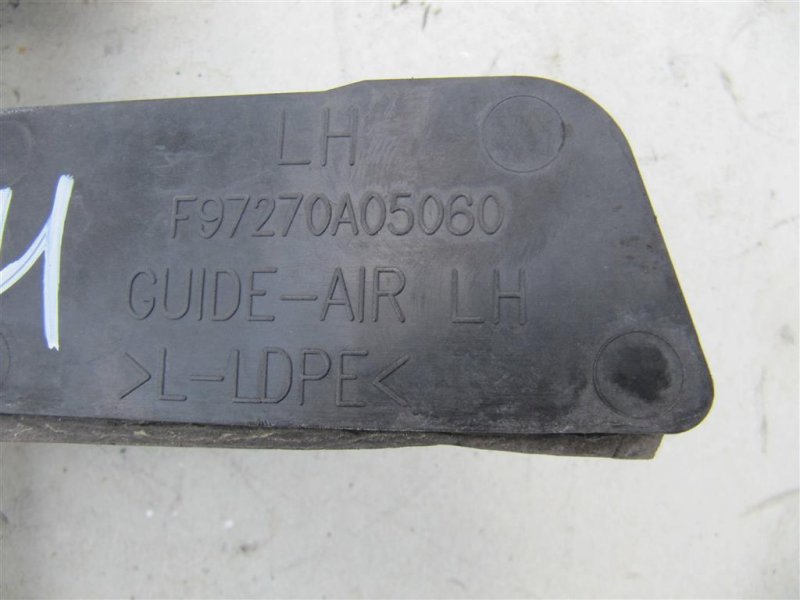 LH
F97270A05060
GUIDE-AIR LH
>L-LDPE<